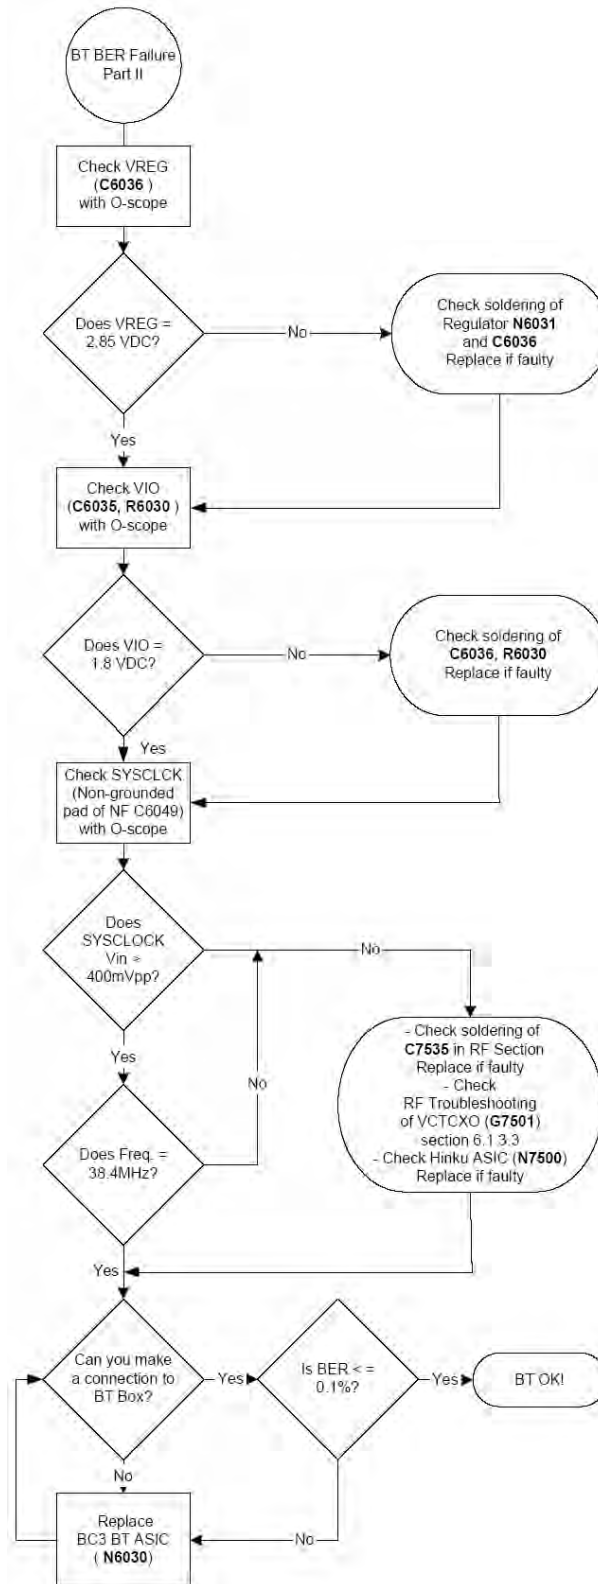 BT BER Failure
Part II
Check VREG
(C6036 )
with O-scope
Does VREG =
2.85 VDC?
No
Check soldering of
Regulator N6031
and C6036
Replace if faulty
Yes
Check VIO
(C6035, R6030 )
with O-scope
Does VIO =
1.8 VDC?
No
Check soldering of
C6036, R6030
Replace if faulty
Yes
Check SYSCLCK
(Non-grounded
pad of NF C6049)
with O-scope
Does
SYSCLOCK
Vin >
400mVpp?
No
- Check soldering of
C7535 in RF Section
Replace if faulty
- Check
RF Troubleshooting
of VCTCXO (G7501)
section 6.1.3.3
- Check Hinku ASIC (N7500)
Replace if faulty
Yes
No
Does Freq. =
38.4MHz?
Yes
Can you make
a connection to
BT Box?
Yes
Is BER < =
0.1%?
Yes
BT OK!
No
Replace
BC3 BT ASIC
( N6030)
No